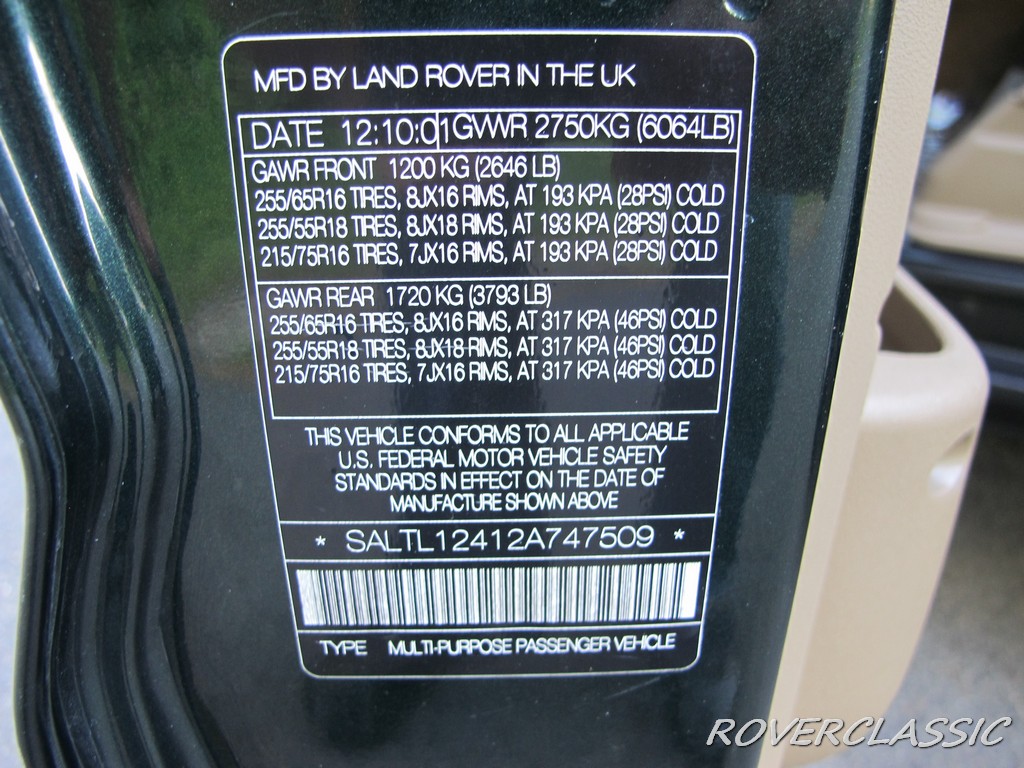 MFD BY LAND ROVER IN THE UK
DATE 12:10:01 GVWR 2750KG (6064LB)
GAWR FRONT 1200 KG (2646 LB)
255/65R16 TIRES, 8JX16 RIMS, AT 193 KPA (28PSI) COLD
255/55R18 TIRES, 8JX18 RIMS, AT 193 KPA (28PSI) COLD
215/75R16 TIRES, 7JX16 RIMS, AT 193 KPA (28PSI) COLD
GAWR REAR 1720 KG (3793 LB)
255/65R16 TIRES, 8JX16 RIMS, AT 317 KPA (46PSI) COLD
255/55R18 TIRES, 8JX18 RIMS, AT 317 KPA (46PSI) COLD
215/75R16 TIRES, 7JX16 RIMS, AT 317 KPA (46PSI) COLD
THIS VEHICLE CONFORMS TO ALL APPLICABLE
U.S. FEDERAL MOTOR VEHICLE SAFETY
STANDARDS IN EFFECT ON THE DATE OF
MANUFACTURE SHOWN ABOVE
* SALTL12412A747509 *
TYPE MULTI-PURPOSE PASSENGER VEHICLE
ROVERCLASSIC